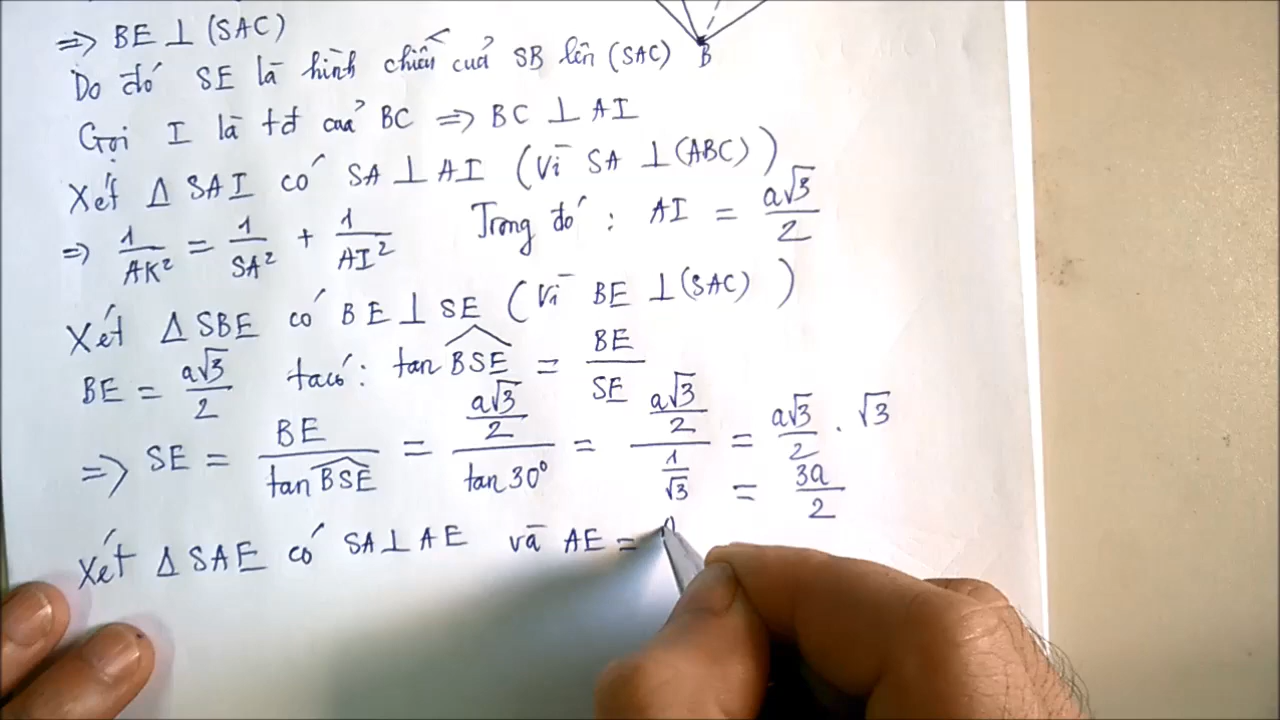 ⇒ BE ⊥ (SAC)
B
Do đó SE là hình chiếu của SB lên (SAC)
Gọi I là tđ của BC ⇒ BC ⊥ AI
Xét Δ SAI có SA ⊥ AI (Vì SA ⊥ (ABC))
⇒ 1/AK² = 1/SA² + 1/AI² Trong đó : AI = a√3/2
Xét Δ SBE có BE ⊥ SE (Vì BE ⊥ (SAC))
BE = a√3/2 ta có : tan BSE = BE/SE
⇒ SE = BE/tan BSE = (a√3/2)/tan 30° = (a√3/2)/(1/√3) = a√3/2 . √3
= 3a/2
Xét Δ SAE có SA ⊥ AE và AE =